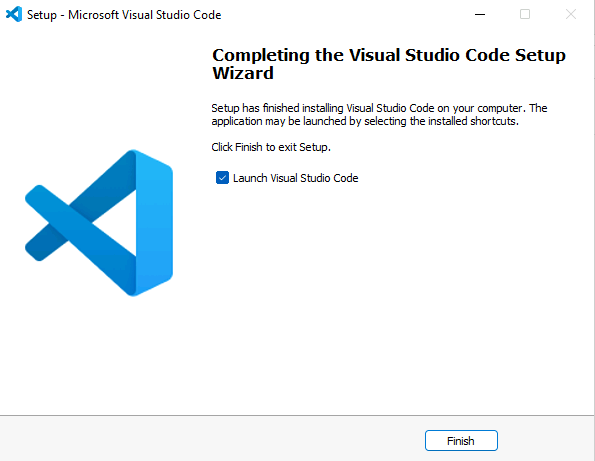 Setup - Microsoft Visual Studio Code
Completing the Visual Studio Code Setup
Wizard
Setup has finished installing Visual Studio Code on your computer. The
application may be launched by selecting the installed shortcuts.
Click Finish to exit Setup.
Launch Visual Studio Code
Finish